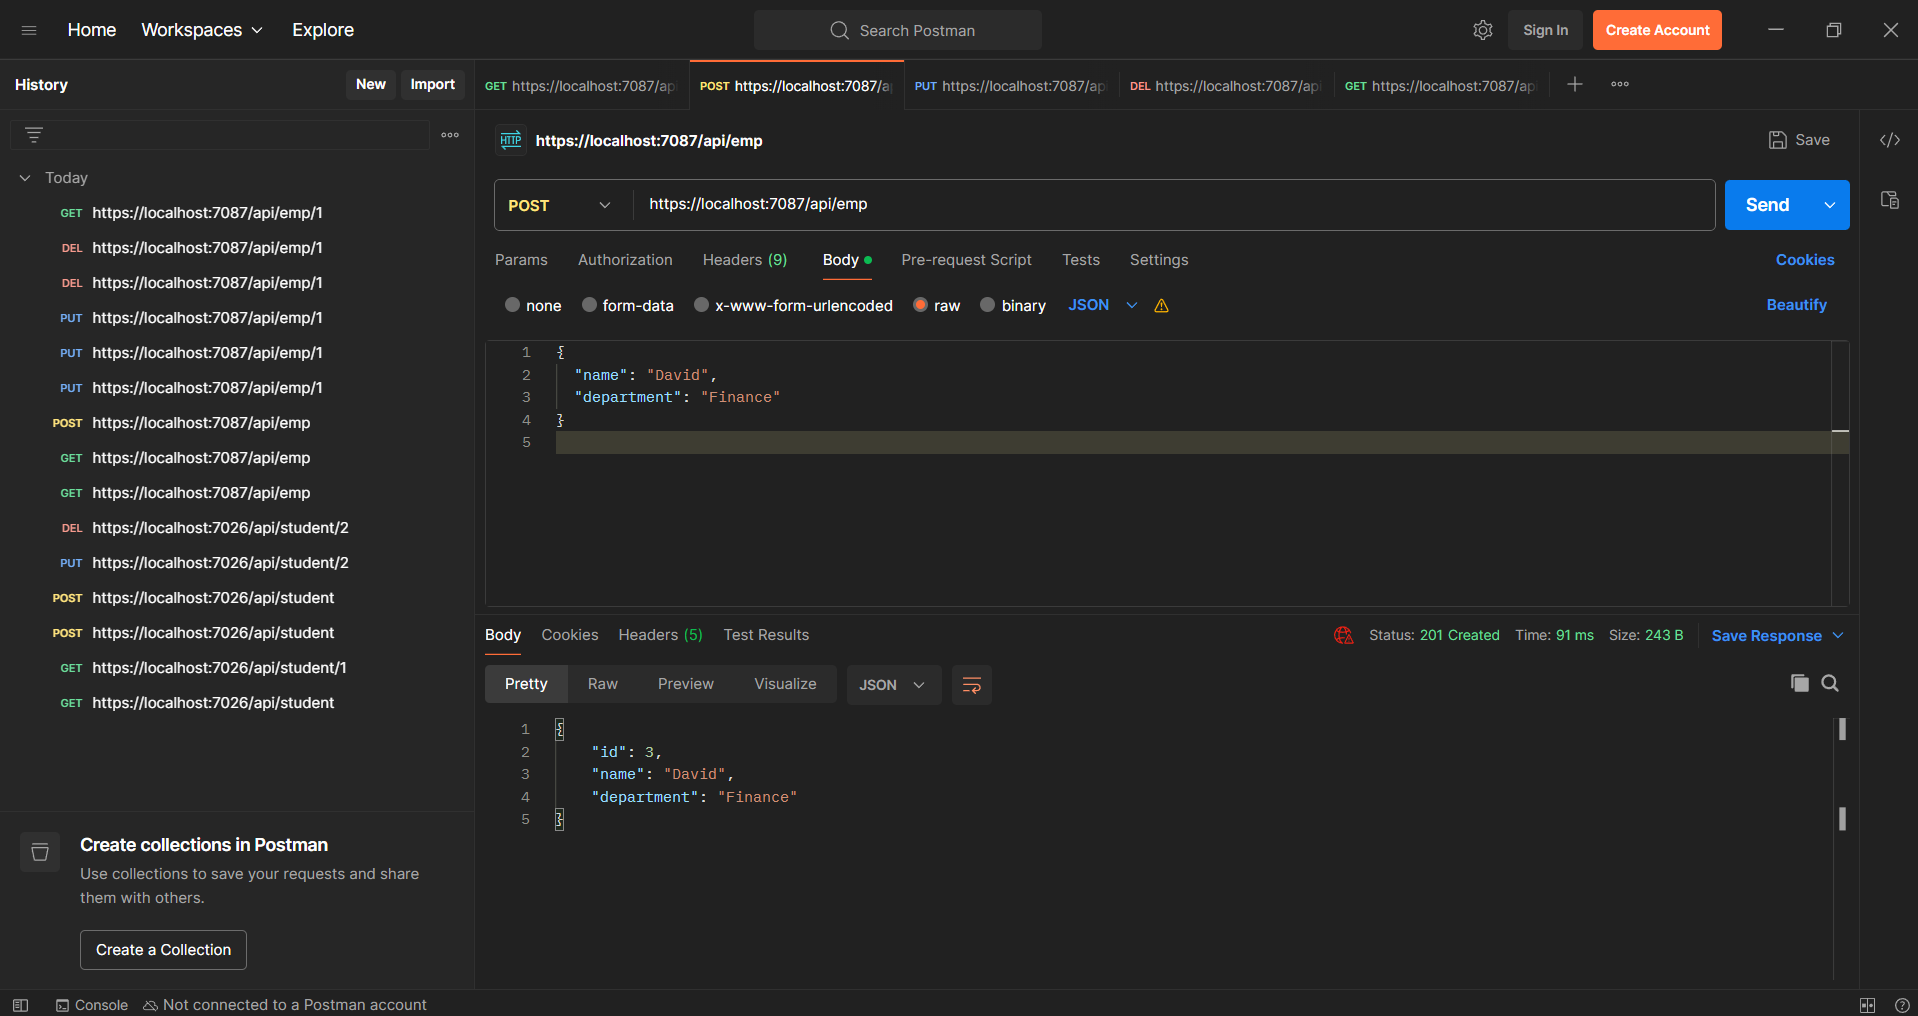 Home Workspaces Explore Search Postman Sign In Create Account
History New Import
GET https://localhost:7087/api POST https://localhost:7087/a PUT https://localhost:7087/api DEL https://localhost:7087/api GET https://localhost:7087/ap
HTTP https://localhost:7087/api/emp Save
Today
GET https://localhost:7087/api/emp/1
DEL https://localhost:7087/api/emp/1
DEL https://localhost:7087/api/emp/1
PUT https://localhost:7087/api/emp/1
PUT https://localhost:7087/api/emp/1
PUT https://localhost:7087/api/emp/1
POST https://localhost:7087/api/emp
GET https://localhost:7087/api/emp
GET https://localhost:7087/api/emp
DEL https://localhost:7026/api/student/2
PUT https://localhost:7026/api/student/2
POST https://localhost:7026/api/student
POST https://localhost:7026/api/student
GET https://localhost:7026/api/student/1
GET https://localhost:7026/api/student
Create collections in Postman
Use collections to save your requests and share
them with others.
Create a Collection
POST https://localhost:7087/api/emp Send
Params Authorization Headers (9) Body Pre-request Script Tests Settings Cookies
none form-data x-www-form-urlencoded raw binary JSON Beautify
1 {
2 "name": "David",
3 "department": "Finance"
4 }
5
Body Cookies Headers (5) Test Results Status: 201 Created Time: 91 ms Size: 243 B Save Response
Pretty Raw Preview Visualize JSON
1 {
2 "id": 3,
3 "name": "David",
4 "department": "Finance"
5 }
Console Not connected to a Postman account